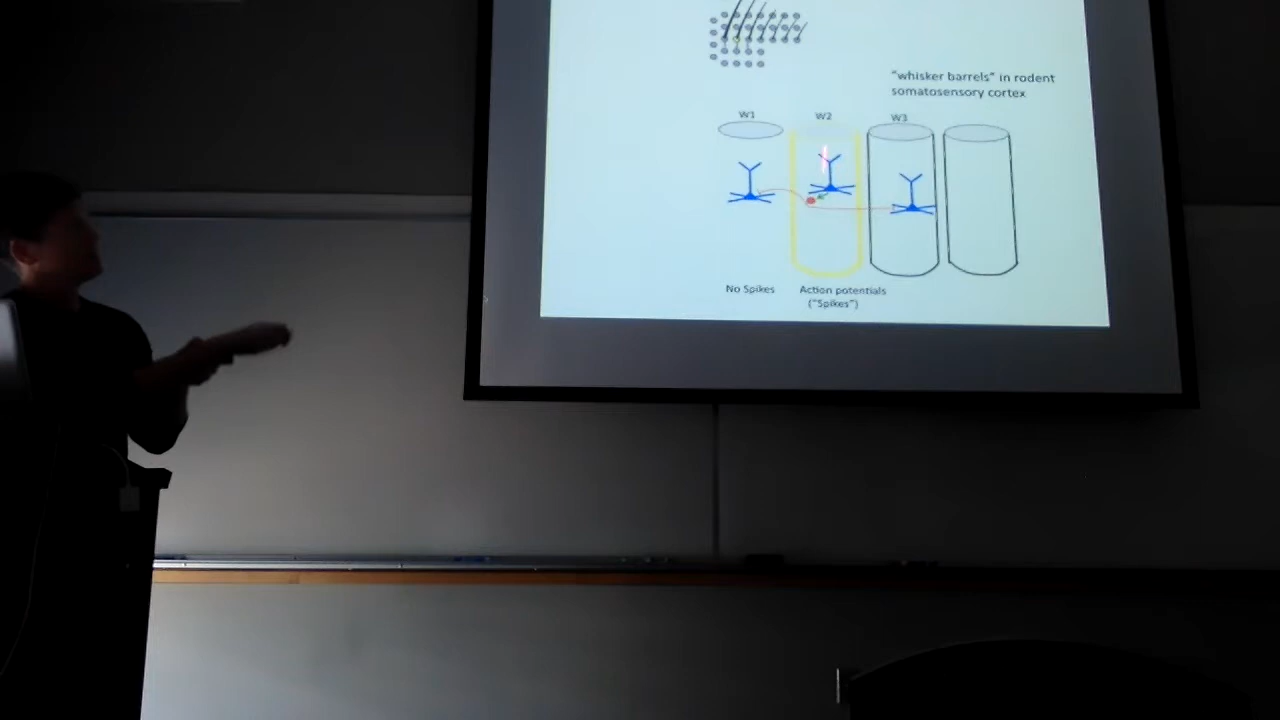 "whisker barrels" in rodent
somatosensory cortex
W1
W2
W3
No Spikes
Action potentials
("Spikes")